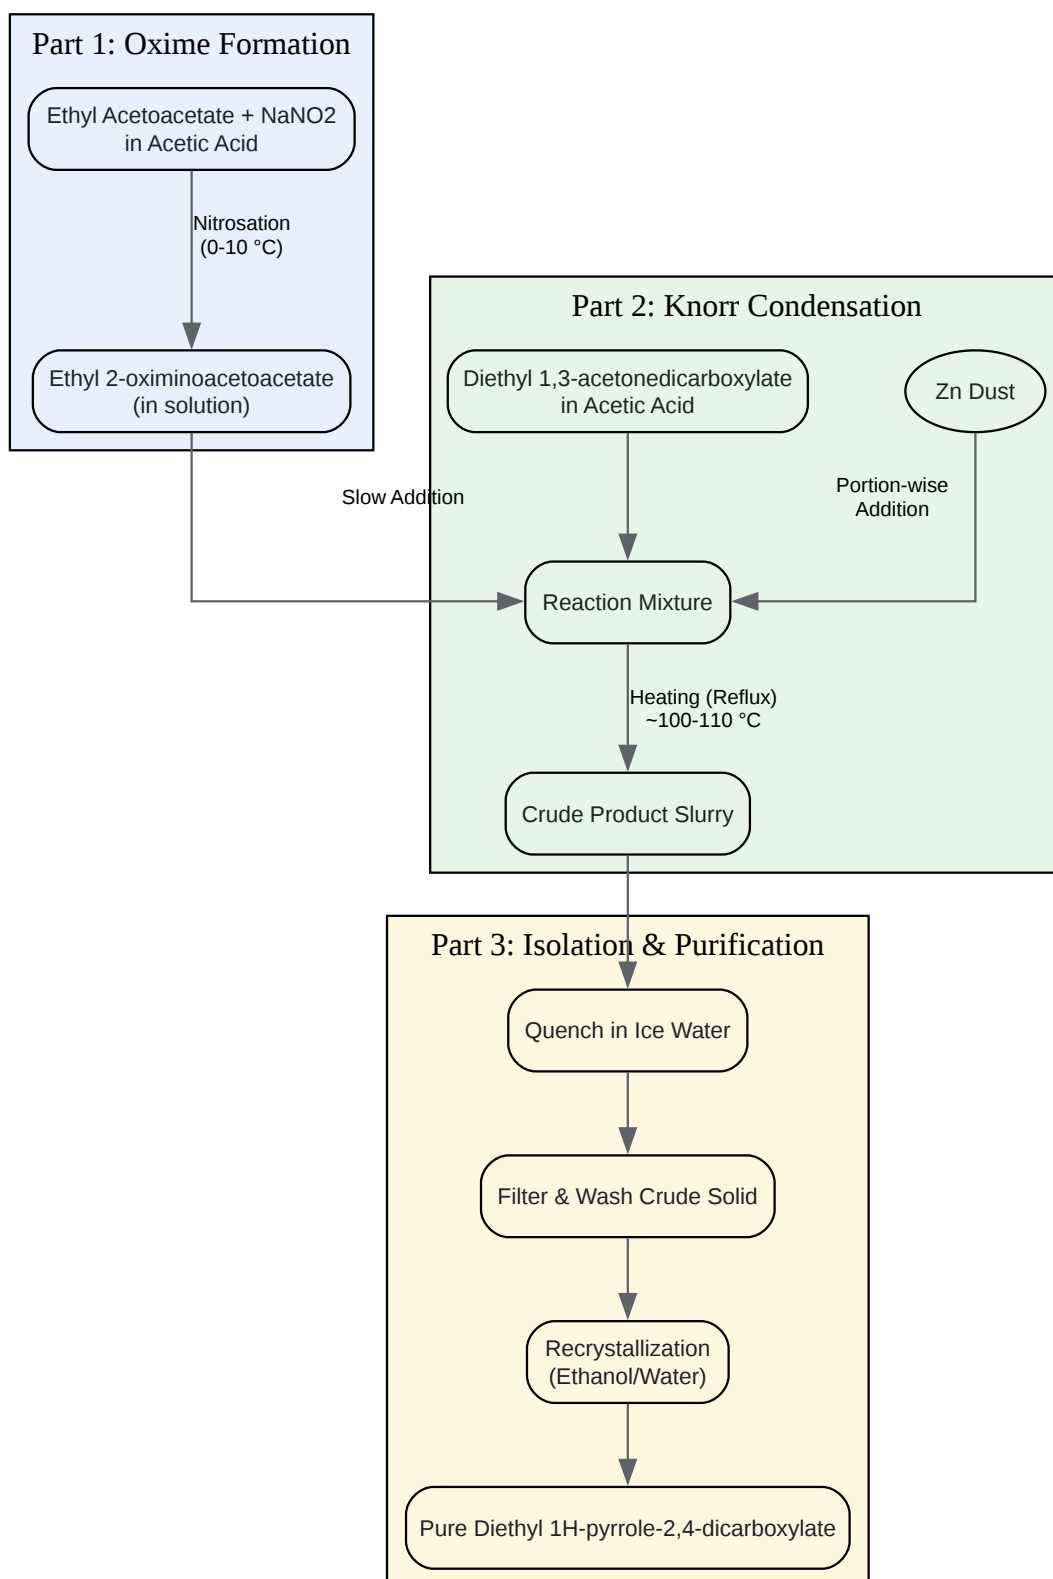 Part 1: Oxime Formation
Ethyl Acetoacetate + NaNO2
in Acetic Acid
Nitrosation
(0-10 °C)
Ethyl 2-oximinoacetoacetate
(in solution)
Slow Addition
Part 2: Knorr Condensation
Diethyl 1,3-acetonedicarboxylate
in Acetic Acid
Zn Dust
Portion-wise
Addition
Reaction Mixture
Heating (Reflux)
~100-110 °C
Crude Product Slurry
Part 3: Isolation & Purification
Quench in Ice Water
Filter & Wash Crude Solid
Recrystallization
(Ethanol/Water)
Pure Diethyl 1H-pyrrole-2,4-dicarboxylate